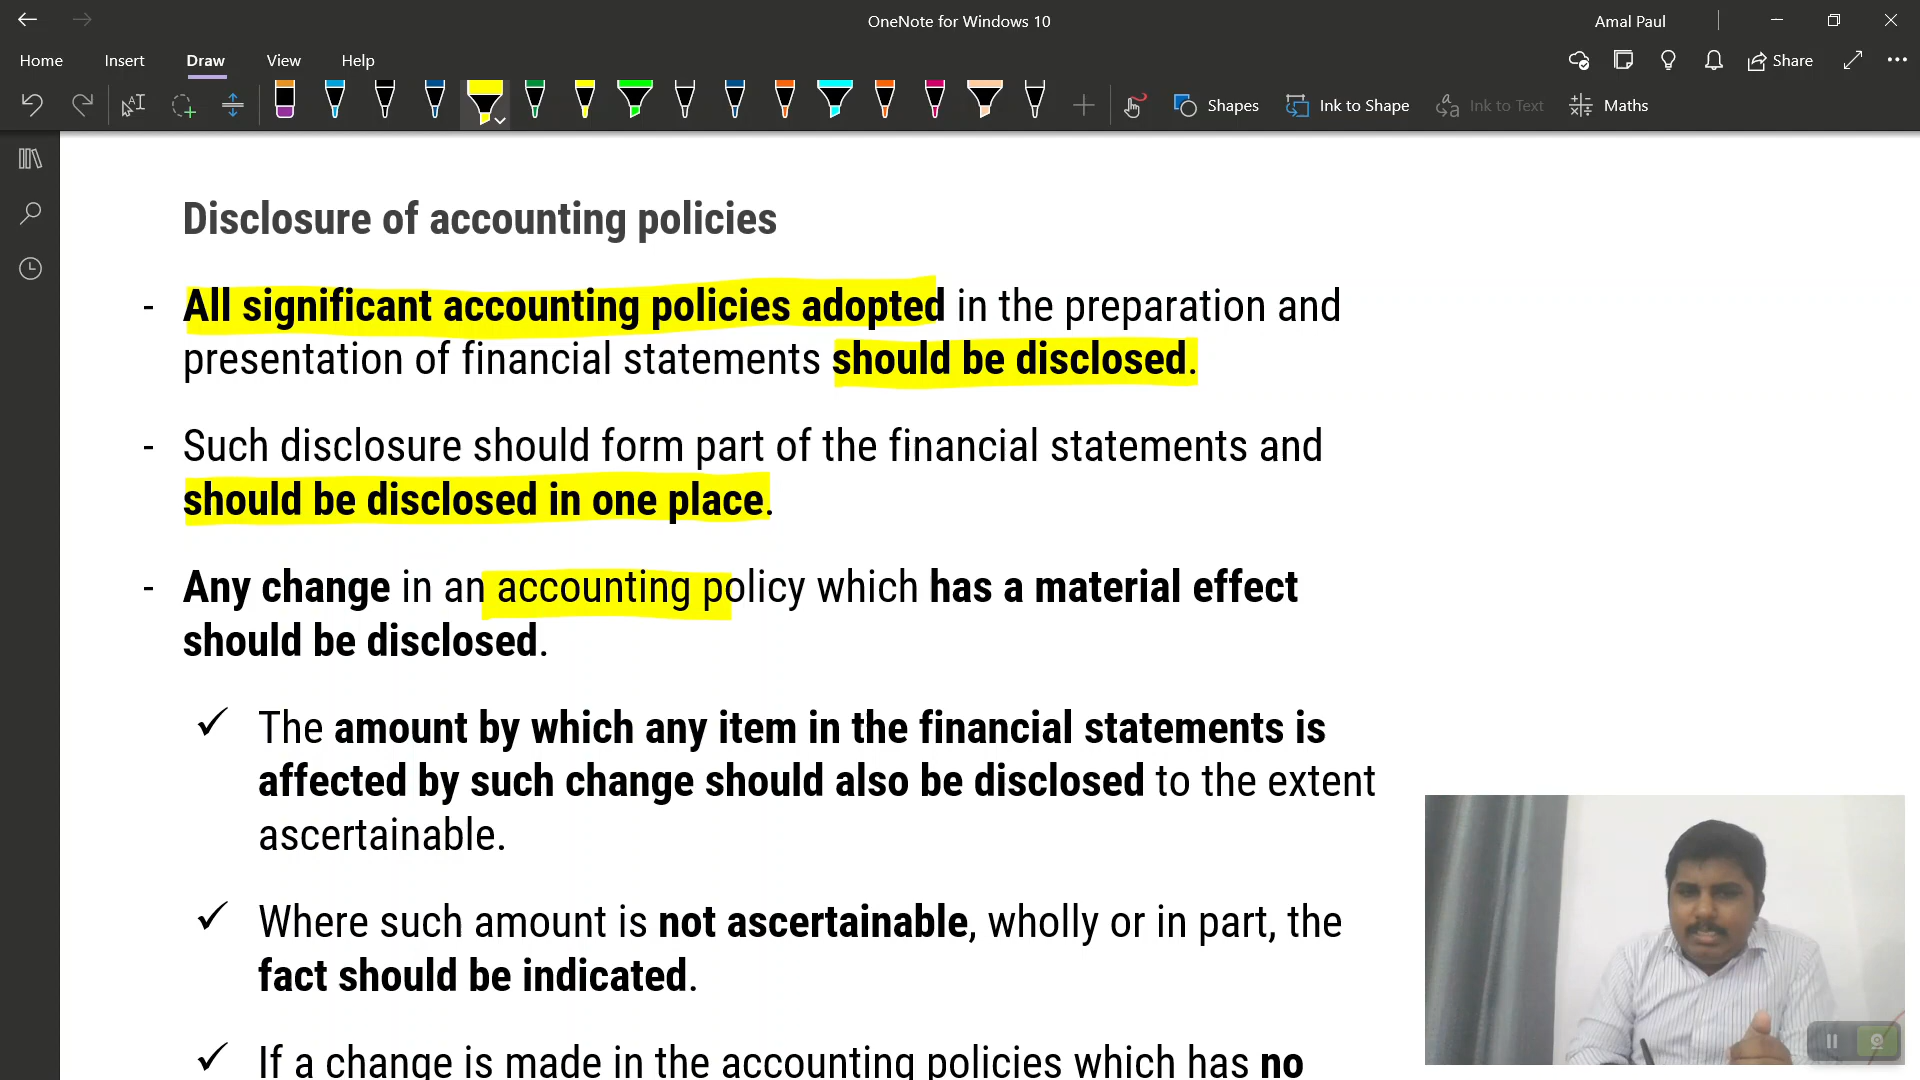 OneNote for Windows 10
Amal Paul
Home Insert Draw View Help
Share
Shapes Ink to Shape Ink to Text Maths
Disclosure of accounting policies
- All significant accounting policies adopted in the preparation and
presentation of financial statements should be disclosed.
- Such disclosure should form part of the financial statements and
should be disclosed in one place.
- Any change in an accounting policy which has a material effect
should be disclosed.
✓ The amount by which any item in the financial statements is
affected by such change should also be disclosed to the extent
ascertainable.
✓ Where such amount is not ascertainable, wholly or in part, the
fact should be indicated.
✓ If a change is made in the accounting policies which has no